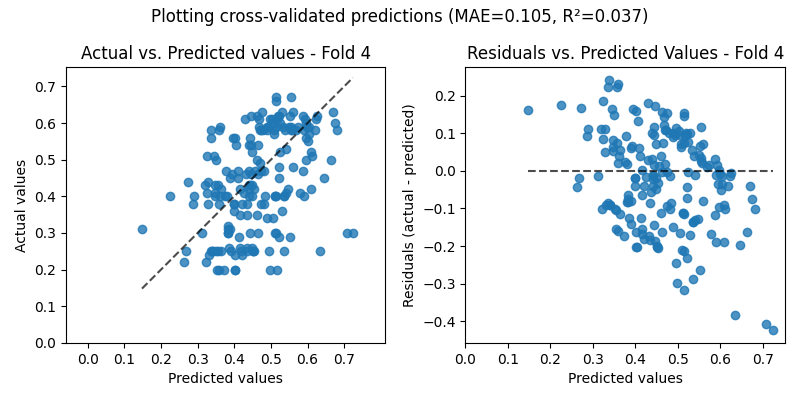 Plotting cross-validated predictions (MAE=0.105, R²=0.037)
Actual vs. Predicted values - Fold 4
Actual values
0.7
0.6
0.5
0.4
0.3
0.2
0.1
0.0
0.0 0.1 0.2 0.3 0.4 0.5 0.6 0.7
Predicted values
Residuals vs. Predicted Values - Fold 4
Residuals (actual - predicted)
0.2
0.1
0.0
−0.1
−0.2
−0.3
−0.4
0.0 0.1 0.2 0.3 0.4 0.5 0.6 0.7
Predicted values